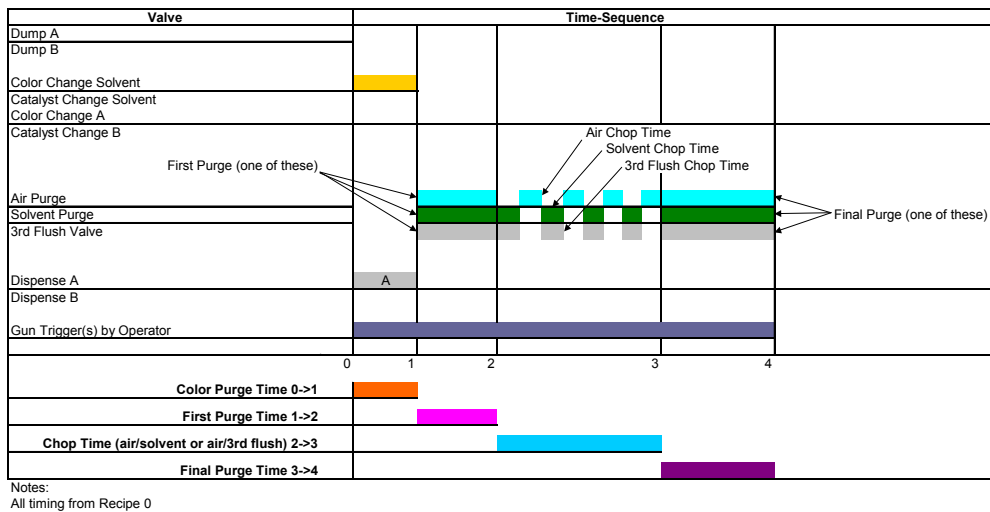 Valve Time-Sequence
Dump A
Dump B
Color Change Solvent
Catalyst Change Solvent
Color Change A
Catalyst Change B
Air Chop Time
Solvent Chop Time
First Purge (one of these)
3rd Flush Chop Time
Air Purge
Solvent Purge
Final Purge (one of these)
3rd Flush Valve
Dispense A
A
Dispense B
Gun Trigger(s) by Operator
0 1 2 3 4
Color Purge Time 0->1
First Purge Time 1->2
Chop Time (air/solvent or air/3rd flush) 2->3
Final Purge Time 3->4
Notes:
All timing from Recipe 0